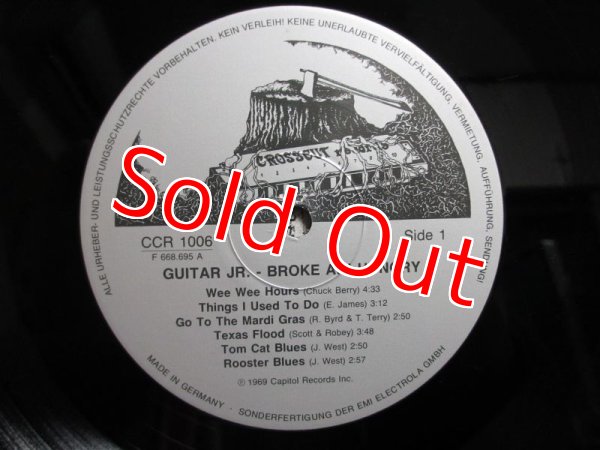 ALLE URHEBER- UND LEISTUNGSSCHUTZRECHTE VORBEHALTEN. KEIN VERLEIH! KEINE UNERLAUBTE VERVIELFÄLTIGUNG, VERMIETUNG, AUFFÜHRUNG, SENDUNG!
CROSSCUT
Sold Out
CCR 1006
F 668.695 A
Side 1
GUITAR JR. - BROKE
Wee Wee Hours (Chuck Berry) 4:33
Things I Used To Do (E. James) 3:12
Go To The Mardi Gras (R. Byrd & T. Terry) 2:50
Texas Flood (Scott & Robey) 3:48
Tom Cat Blues (J. West) 2:50
Rooster Blues (J. West) 2:57
℗ 1969 Capitol Records Inc.
MADE IN GERMANY - SONDERFERTIGUNG DER EMI ELECTROLA GMBH